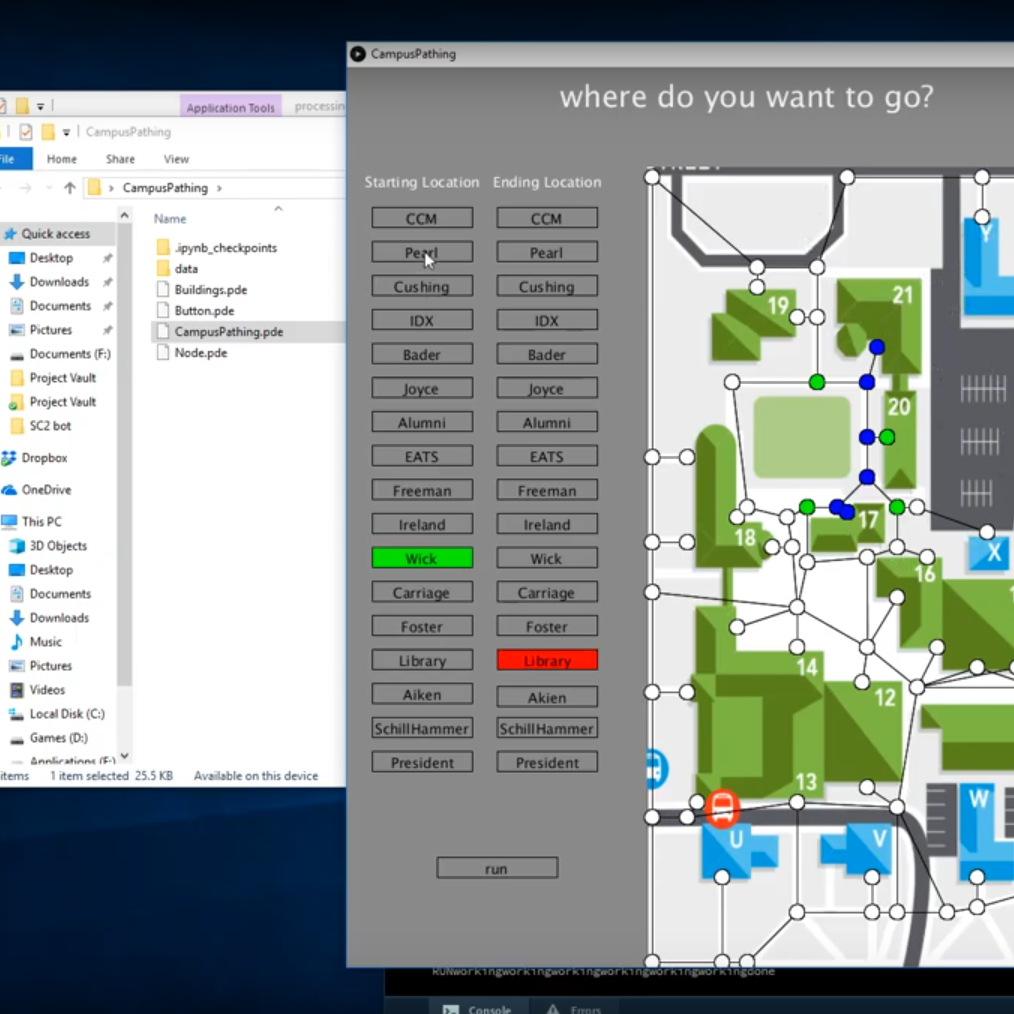 CampusPathing
where do you want to go?
Application Tools
CampusPathing
Home Share View
CampusPathing
Quick access
Desktop
Downloads
Documents
Pictures
Documents (F:)
Project Vault
Project Vault
SC2 bot
Dropbox
OneDrive
This PC
3D Objects
Desktop
Documents
Downloads
Music
Pictures
Videos
Local Disk (C:)
Games (D:)
Name
.ipynb_checkpoints
data
Buildings.pde
Button.pde
CampusPathing.pde
Node.pde
1 item selected 25.5 KB Available on this device
Starting Location Ending Location
CCM CCM
Pearl Pearl
Cushing Cushing
IDX IDX
Bader Bader
Joyce Joyce
Alumni Alumni
EATS EATS
Freeman Freeman
Ireland Ireland
Wick Wick
Carriage Carriage
Foster Foster
Library Library
Aiken Akien
SchillHammer SchillHammer
President President
run
Y
19
21
20
17
18
X
16
14
12
13
W
U
V
RUNworkingworkingworkingworkingworkingdone
Console Errors